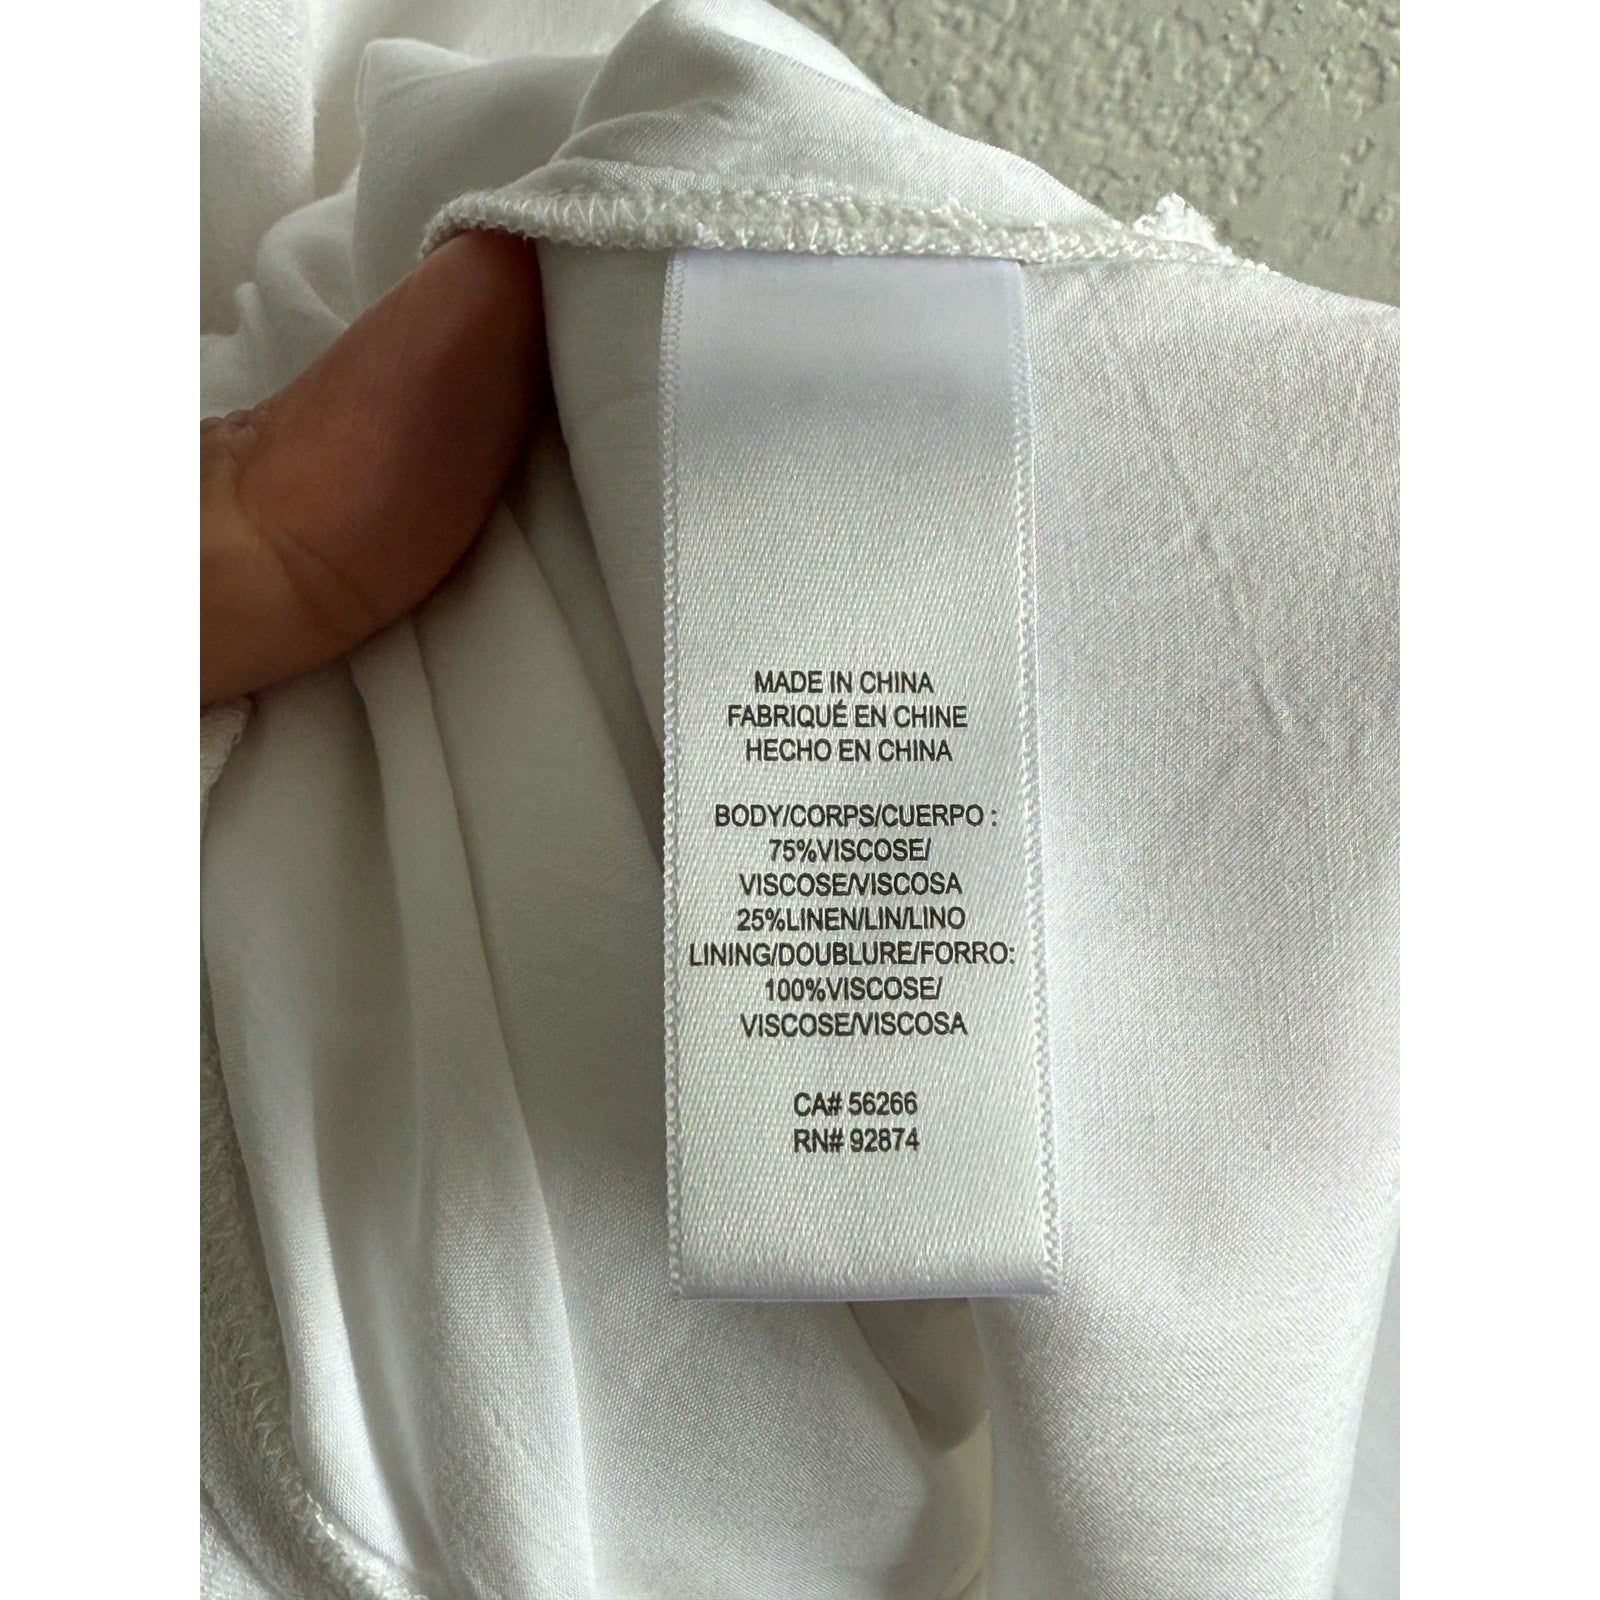 MADE IN CHINA
FABRIQUÉ EN CHINE
HECHO EN CHINA
BODY/CORPS/CUERPO :
75%VISCOSE/
VISCOSE/VISCOSA
25%LINEN/LIN/LINO
LINING/DOUBLURE/FORRO:
100%VISCOSE/
VISCOSE/VISCOSA
CA# 56266
RN# 92874